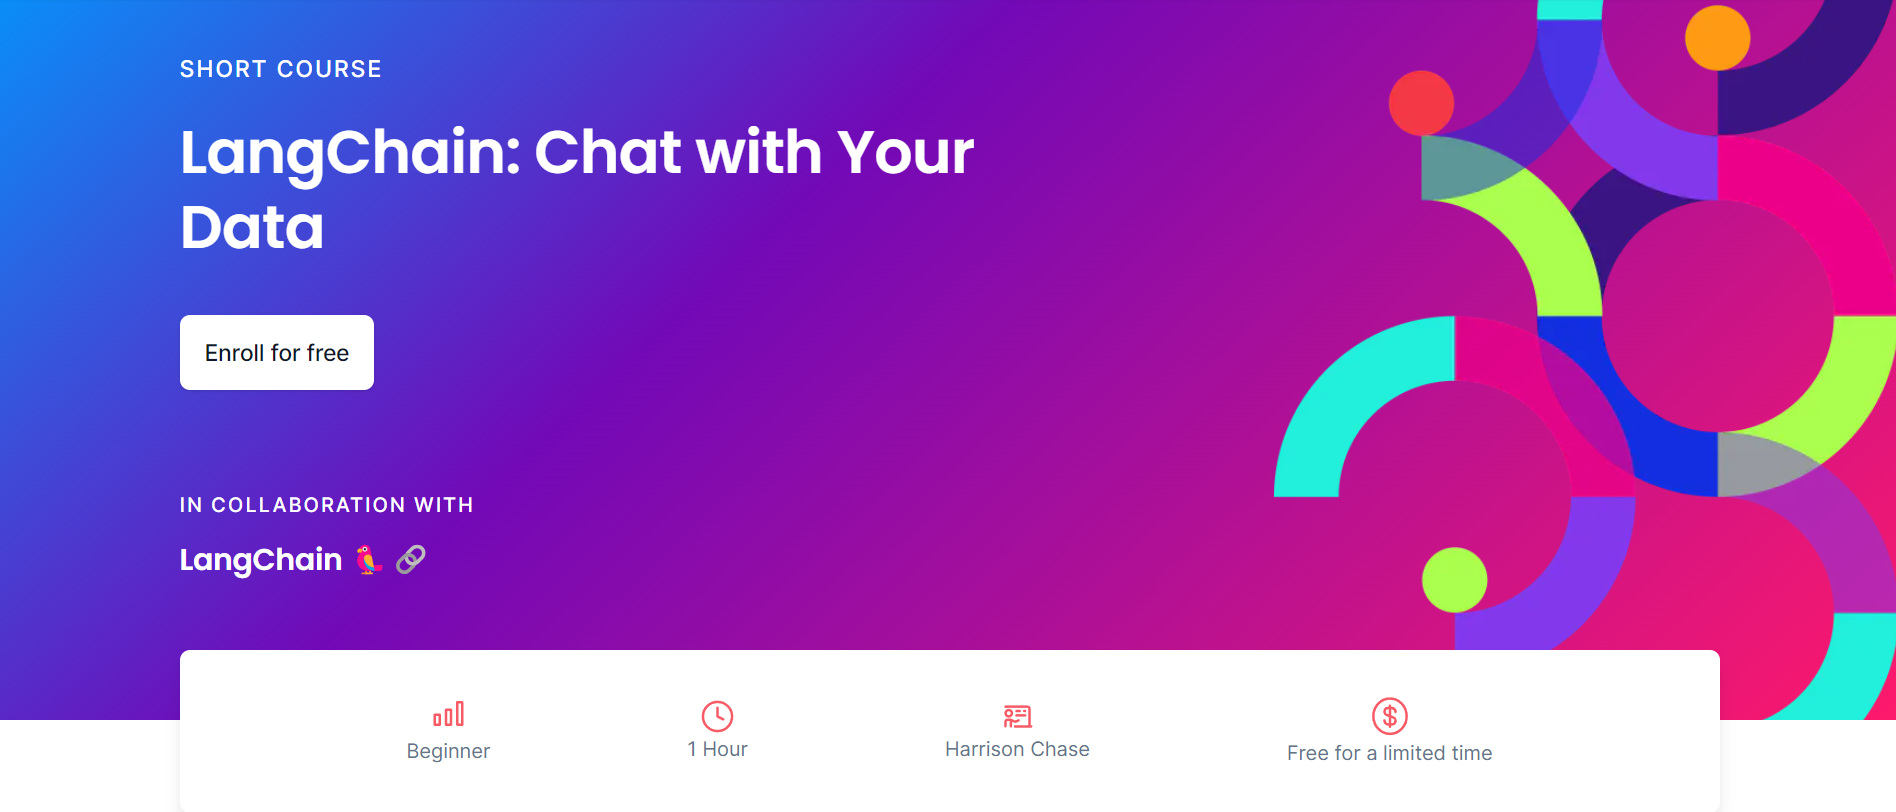 SHORT COURSE
LangChain: Chat with Your
Data
Enroll for free
IN COLLABORATION WITH
LangChain 🦜 🔗
Beginner
1 Hour
Harrison Chase
Free for a limited time